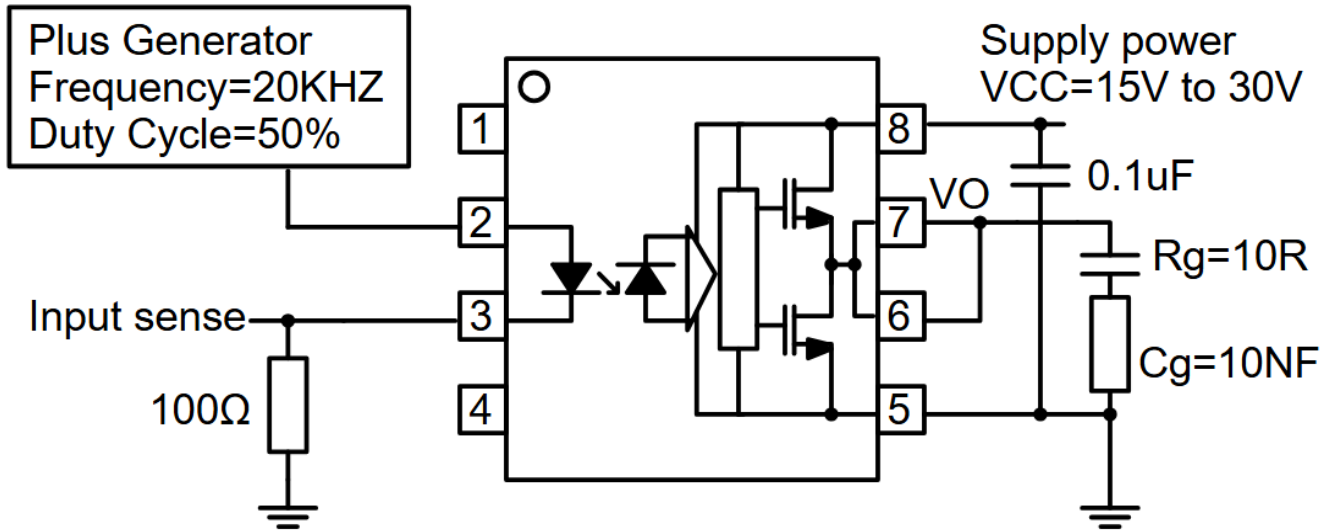 Plus Generator
Frequency=20KHZ
Duty Cycle=50%
Supply power
VCC=15V to 30V
1
8
0.1uF
2
VO
7
Rg=10R
Input sense
3
6
Cg=10NF
100Ω
4
5